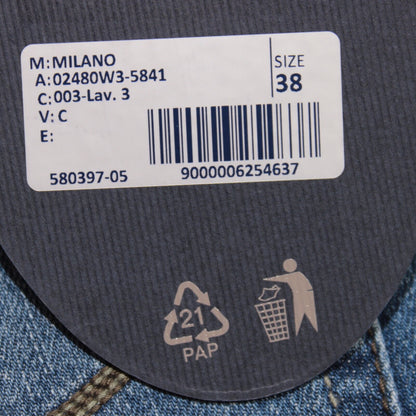 M: MILANO
A: 02480W3-5841
C: 003-Lav. 3
V: C
E:
SIZE
38
580397-05
9000006254637
21
PAP